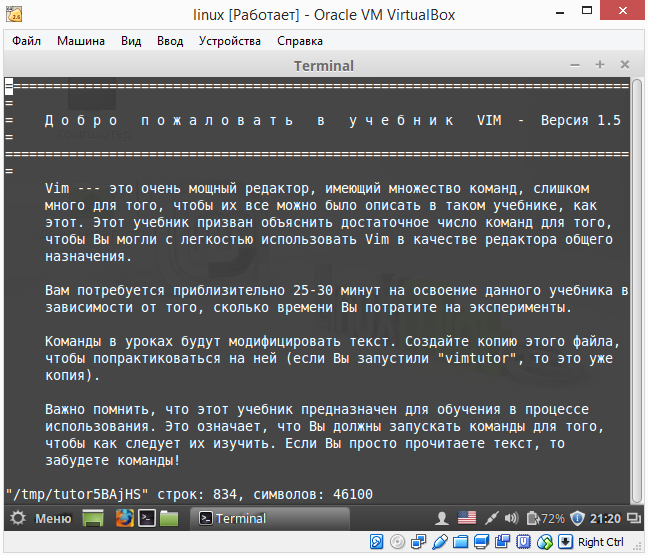 linux [Работает] - Oracle VM VirtualBox
Файл Машина Вид Ввод Устройства Справка
Terminal
==============================================================================
=
= Д о б р о   п о ж а л о в а т ь   в   у ч е б н и к   VIM  -  Версия 1.5
=
==============================================================================
=
Vim --- это очень мощный редактор, имеющий множество команд, слишком
много для того, чтобы их все можно было описать в таком учебнике, как
этот. Этот учебник призван объяснить достаточное число команд для того,
чтобы Вы могли с легкостью использовать Vim в качестве редактора общего
назначения.
Вам потребуется приблизительно 25-30 минут на освоение данного учебника в
зависимости от того, сколько времени Вы потратите на эксперименты.
Команды в уроках будут модифицировать текст. Создайте копию этого файла,
чтобы попрактиковаться на ней (если Вы запустили "vimtutor", то это уже
копия).
Важно помнить, что этот учебник предназначен для обучения в процессе
использования. Это означает, что Вы должны запускать команды для того,
чтобы как следует их изучить. Если Вы просто прочитаете текст, то
забудете команды!
"/tmp/tutor5BAjHS" строк: 834, символов: 46100
Меню Terminal 72% 21:20
Right Ctrl